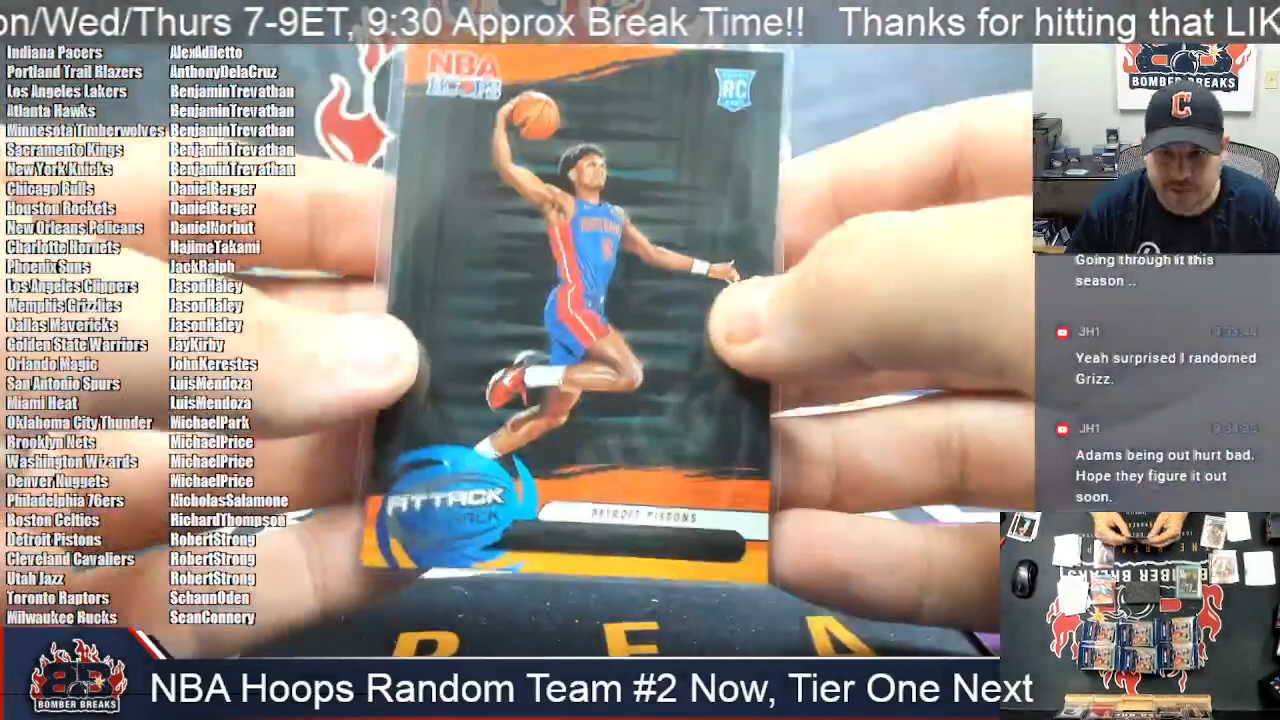 on/Wed/Thurs 7-9ET, 9:30 Approx Break Time!! Thanks for hitting that LIK
Indiana Pacers AlexAdiletto
Portland Trail Blazers AnthonyDelaCruz
Los Angeles Lakers BenjaminTrevathan
Atlanta Hawks BenjaminTrevathan
Minnesota Timberwolves BenjaminTrevathan
Sacramento Kings BenjaminTrevathan
New York Knicks BenjaminTrevathan
Chicago Bulls DanielBerger
Houston Rockets DanielBerger
New Orleans Pelicans DanielNorbut
Charlotte Hornets HajimeTakami
Phoenix Suns JackRalph
Los Angeles Clippers JasonHaley
Memphis Grizzlies JasonHaley
Dallas Mavericks JasonHaley
Golden State Warriors JayKirby
Orlando Magic JohnKerestes
San Antonio Spurs LuisMendoza
Miami Heat LuisMendoza
Oklahoma City Thunder MichaelPark
Brooklyn Nets MichaelPrice
Washington Wizards MichaelPrice
Denver Nuggets MichaelPrice
Philadelphia 76ers NicholasSalamone
Boston Celtics RichardThompson
Detroit Pistons RobertStrong
Cleveland Cavaliers RobertStrong
Utah Jazz RobertStrong
Toronto Raptors SchaunOden
Milwaukee Bucks SeanConnery
NBA
HOOPS
RC
ATTACK
DETROIT PISTONS
BOMBER BREAKS
C
Going through it this
season ..
JH1
Yeah surprised I randomed
Grizz.
JH1
Adams being out hurt bad.
Hope they figure it out
soon.
BOMBER BREAKS
NBA Hoops Random Team #2 Now, Tier One Next